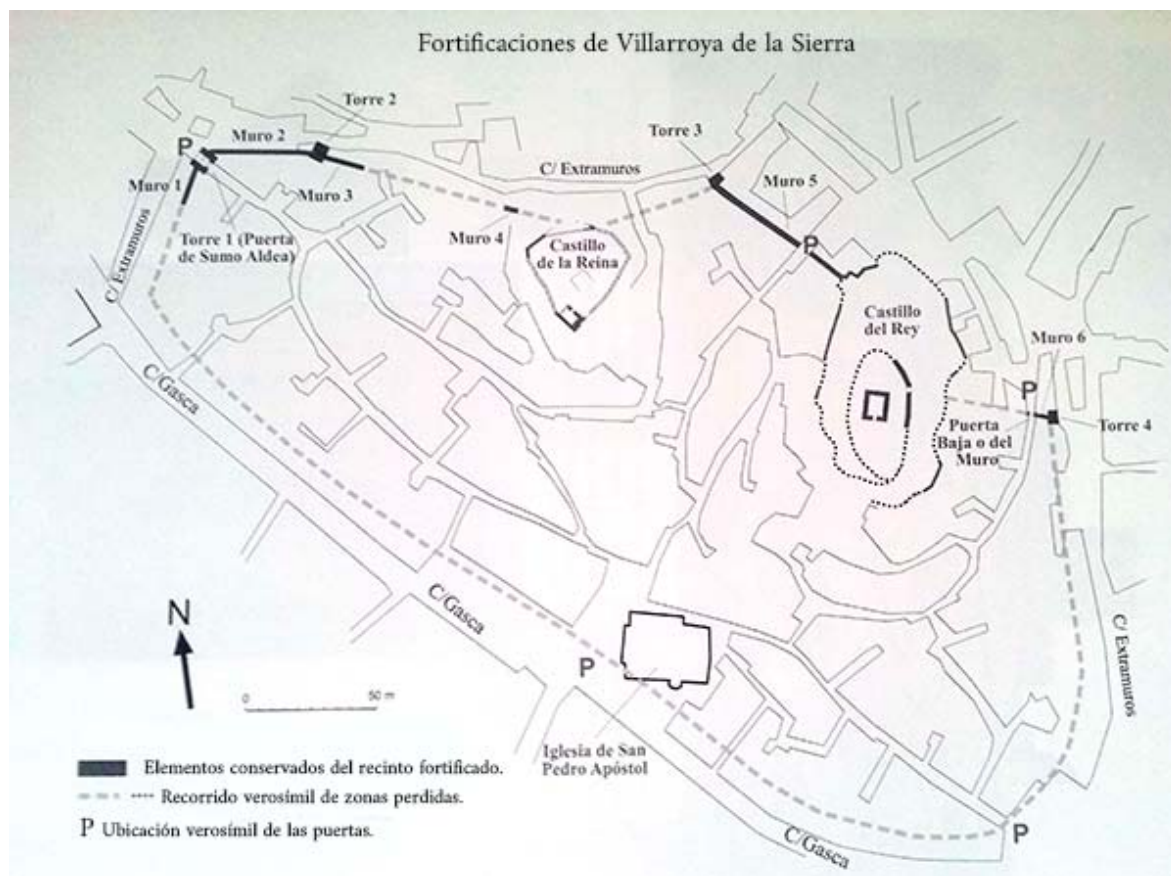 Fortificaciones de Villarroya de la Sierra
Torre 2
Muro 2
P
Torre 3
C/ Extramuros
Muro 1
Muro 3
Muro 5
Torre 1 (Puerta
de Sumo Aldea)
C/ Extramuros
Muro 4
Castillo
de la Reina
P
Castillo
del Rey
Muro 6
P
Puerta
Baja o del
Muro
Torre 4
C/Gasca
C/Gasca
N
0 50 m
P
C/ Extramuros
Iglesia de San
Pedro Apóstol
C/Gasca
P
Elementos conservados del recinto fortificado.
Recorrido verosímil de zonas perdidas.
P Ubicación verosímil de las puertas.